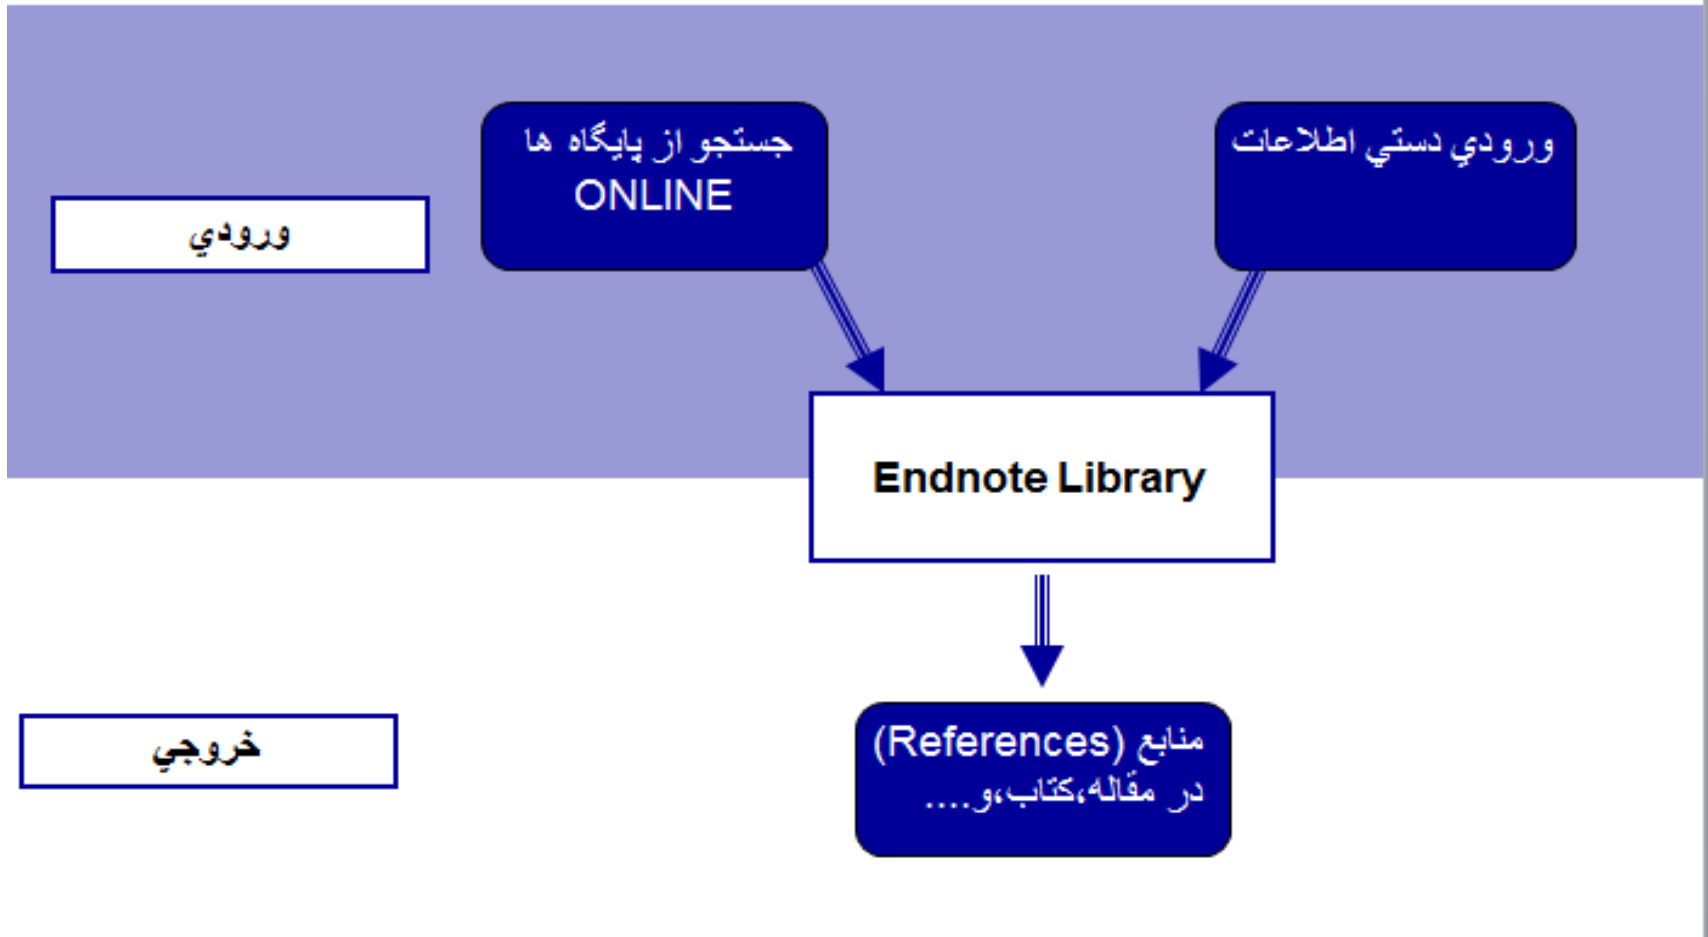 ورودي دستي اطلاعات
جستجو از پايگاه ها
ONLINE
ورودي
Endnote Library
منابع (References)
در مقاله،كتاب،و....
خروجي